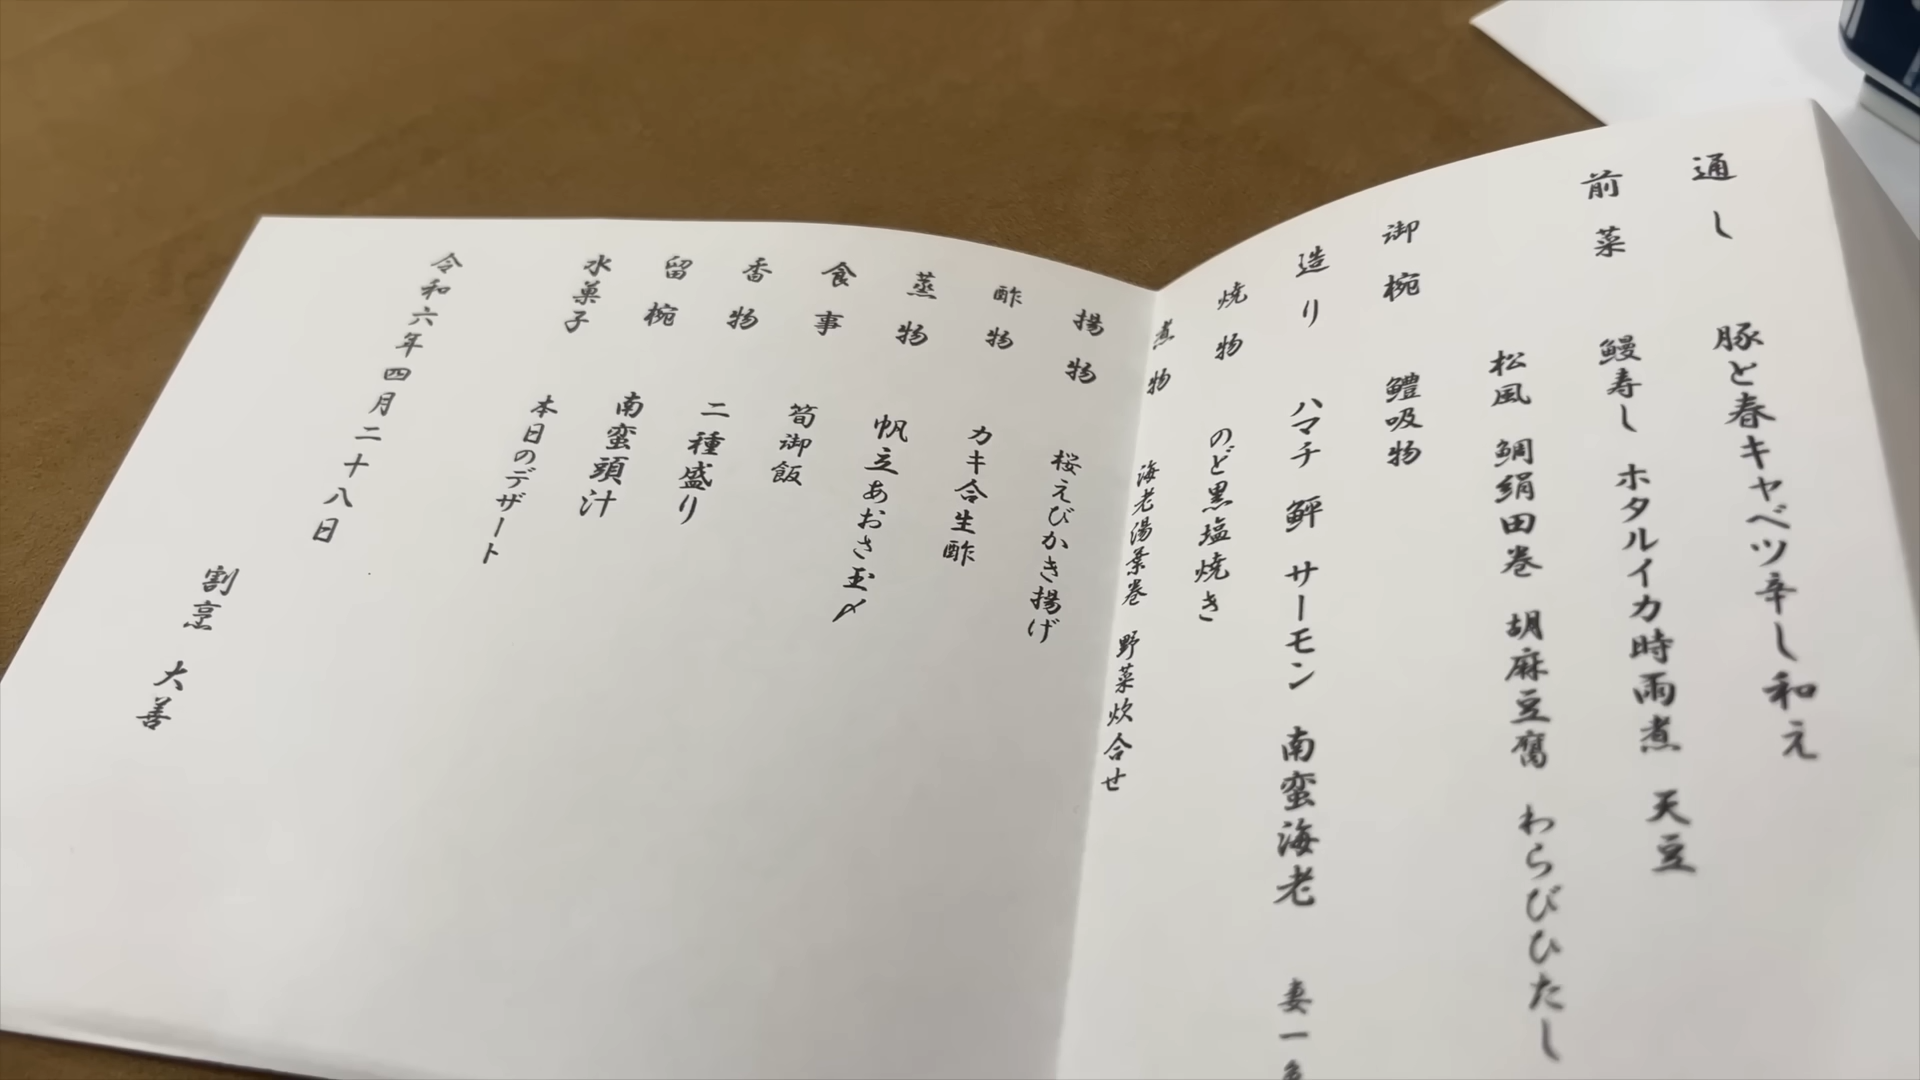 通し　豚と春キャベツ辛し和え
前菜　鰻寿し　ホタルイカ時雨煮　天豆
松風　鯛絹田巻　胡麻豆腐　わらびひたし
御椀　鱧吸物
造り　ハマチ　鮃　サーモン　南蛮海老　妻一
焼物　のど黒塩焼き
煮物　海老湯葉巻　野菜炊合せ
揚物　桜えびかき揚げ
酢物　カキ合生酢
蒸物　帆立あおさ玉〆
食事　筍御飯
香物　二種盛り
留椀　南蛮頭汁
水菓子　本日のデザート
令和六年四月二十八日
割烹　大善